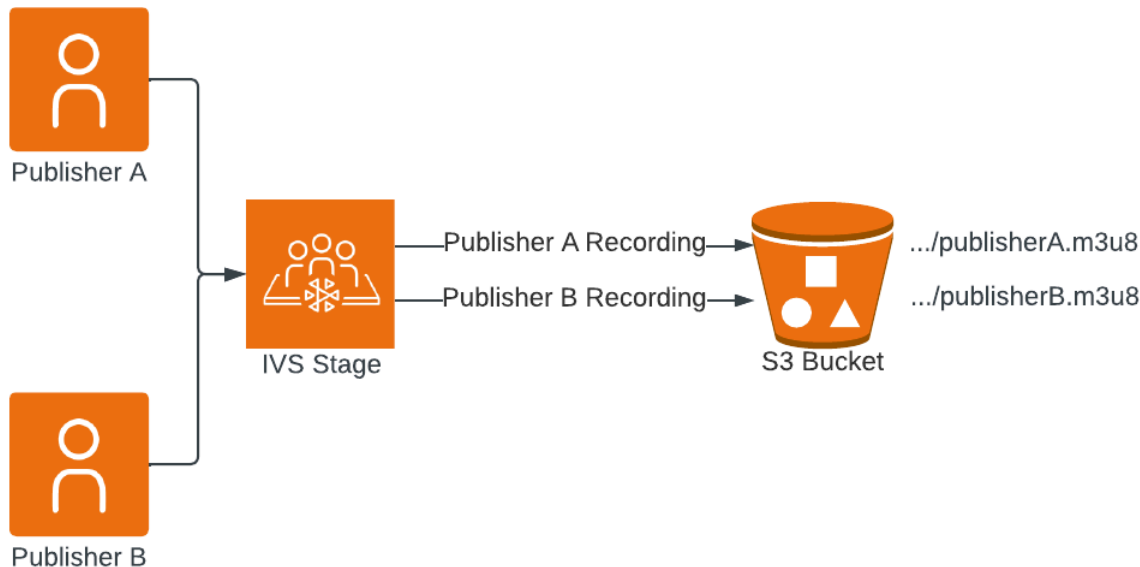 Publisher A
Publisher A Recording
.../publisherA.m3u8
Publisher B Recording
.../publisherB.m3u8
IVS Stage
S3 Bucket
Publisher B